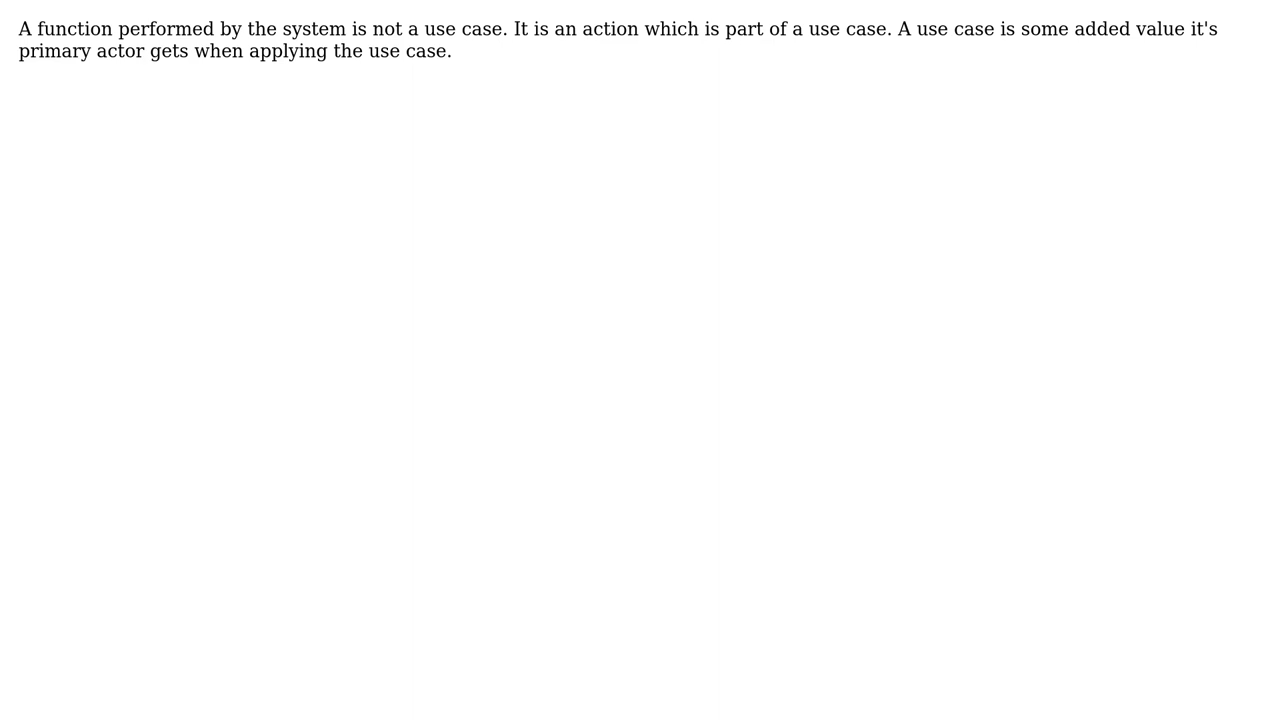 A function performed by the system is not a use case. It is an action which is part of a use case. A use case is some added value it's
primary actor gets when applying the use case.